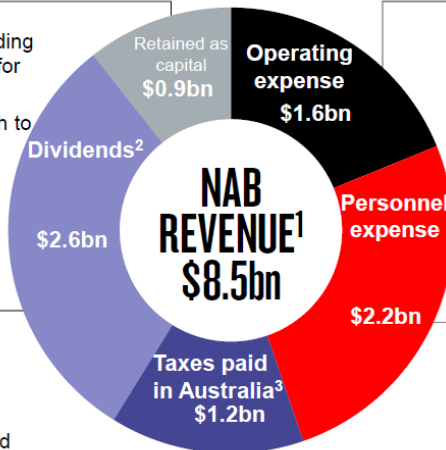 ding
for
h to
Retained as
capital
$0.9bn
Operating
expense
$1.6bn
Dividends²
$2.6bn
NAB
REVENUE¹
$8.5bn
Personnel
expense
$2.2bn
Taxes paid
in Australia³
$1.2bn
d